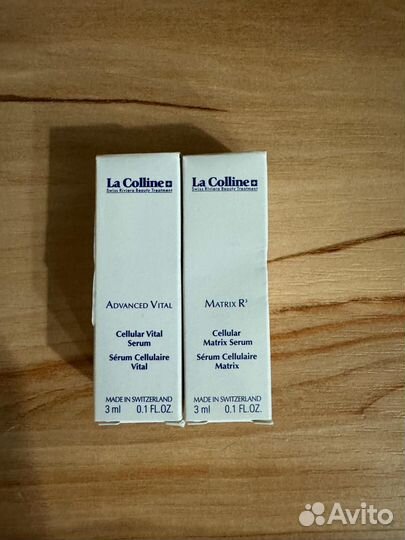 La Colline
Swiss Riviera Beauty Treatment
ADVANCED VITAL
Cellular Vital
Serum
Sérum Cellulaire
Vital
MADE IN SWITZERLAND
3 ml 0.1 FL.OZ.
La Colline
Swiss Riviera Beauty Treatment
MATRIX R³
Cellular
Matrix Serum
Sérum Cellulaire
Matrix
MADE IN SWITZERLAND
3 ml 0.1 FL.OZ.
Avito